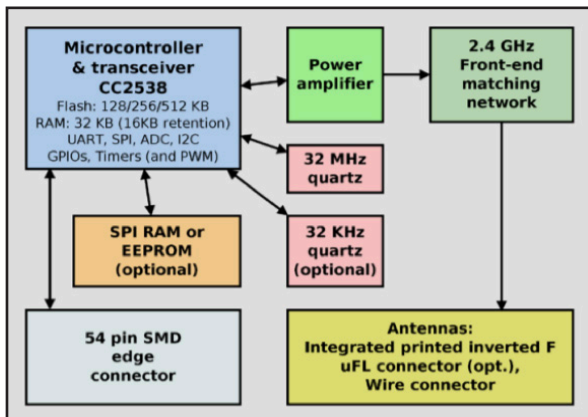 Microcontroller
& transceiver
CC2538
Flash: 128/256/512 KB
RAM: 32 KB (16KB retention)
UART, SPI, ADC, I2C
GPIOs, Timers (and PWM)
Power
amplifier
2.4 GHz
Front-end
matching
network
32 MHz
quartz
SPI RAM or
EEPROM
(optional)
32 KHz
quartz
(optional)
54 pin SMD
edge
connector
Antennas:
Integrated printed inverted F
uFL connector (opt.),
Wire connector